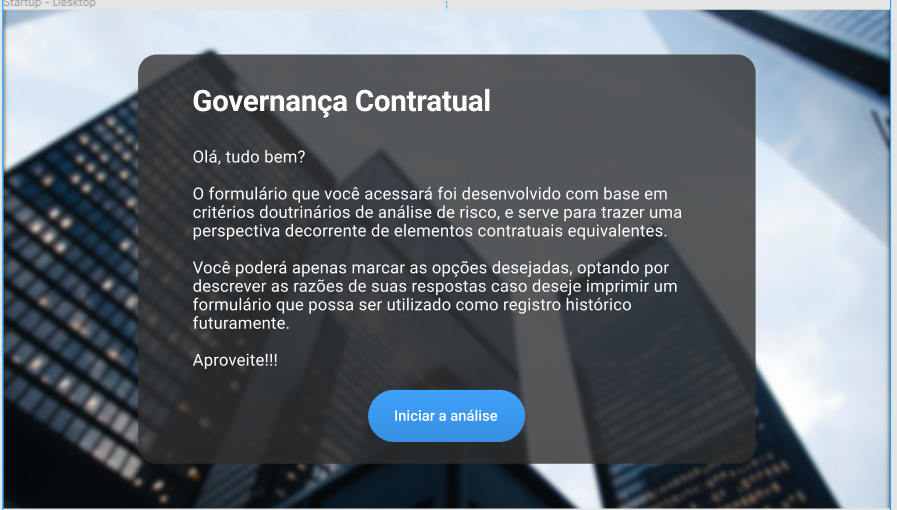 Startup - Desktop
Governança Contratual
Olá, tudo bem?
O formulário que você acessará foi desenvolvido com base em
critérios doutrinários de análise de risco, e serve para trazer uma
perspectiva decorrente de elementos contratuais equivalentes.
Você poderá apenas marcar as opções desejadas, optando por
descrever as razões de suas respostas caso deseje imprimir um
formulário que possa ser utilizado como registro histórico
futuramente.
Aproveite!!!
Iniciar a análise